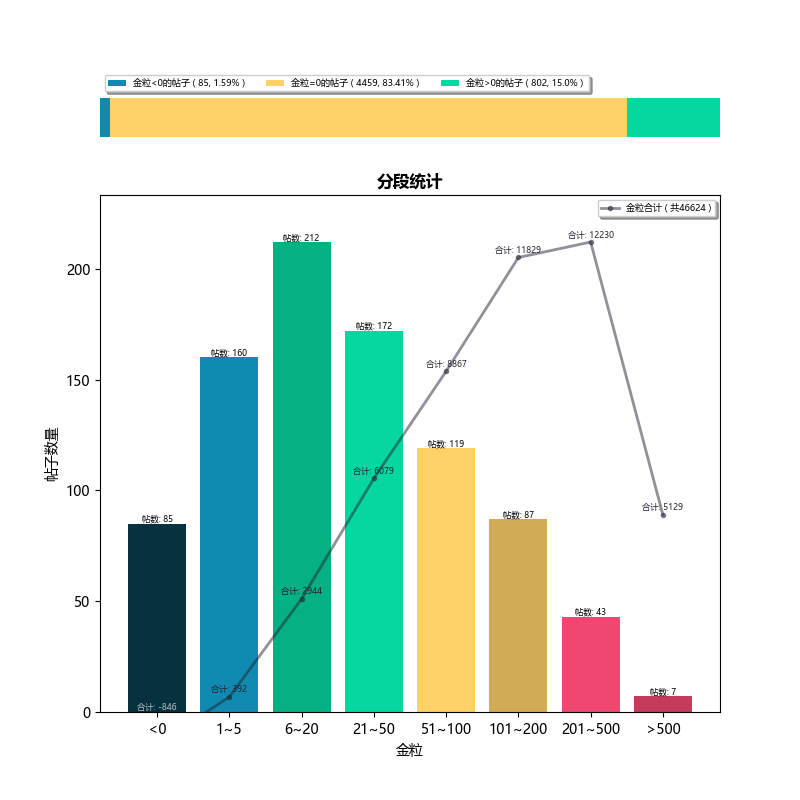 金粒<0的帖子 ( 85, 1.59% ) 金粒=0的帖子 ( 4459, 83.41% ) 金粒>0的帖子 ( 802, 15.0% )
分段统计
金粒合计 ( 共46624 )
合计: 12230
帖数: 212
合计: 11829
200
帖数: 172
帖数: 160
合计: 8867
150
帖数: 119
帖子数量
合计: 6079
100
帖数: 85
帖数: 87
合计: 5129
合计: 2944
50
帖数: 43
合计: 392
帖数: 7
合计: -846
0
<0 1~5 6~20 21~50 51~100 101~200 201~500 >500
金粒